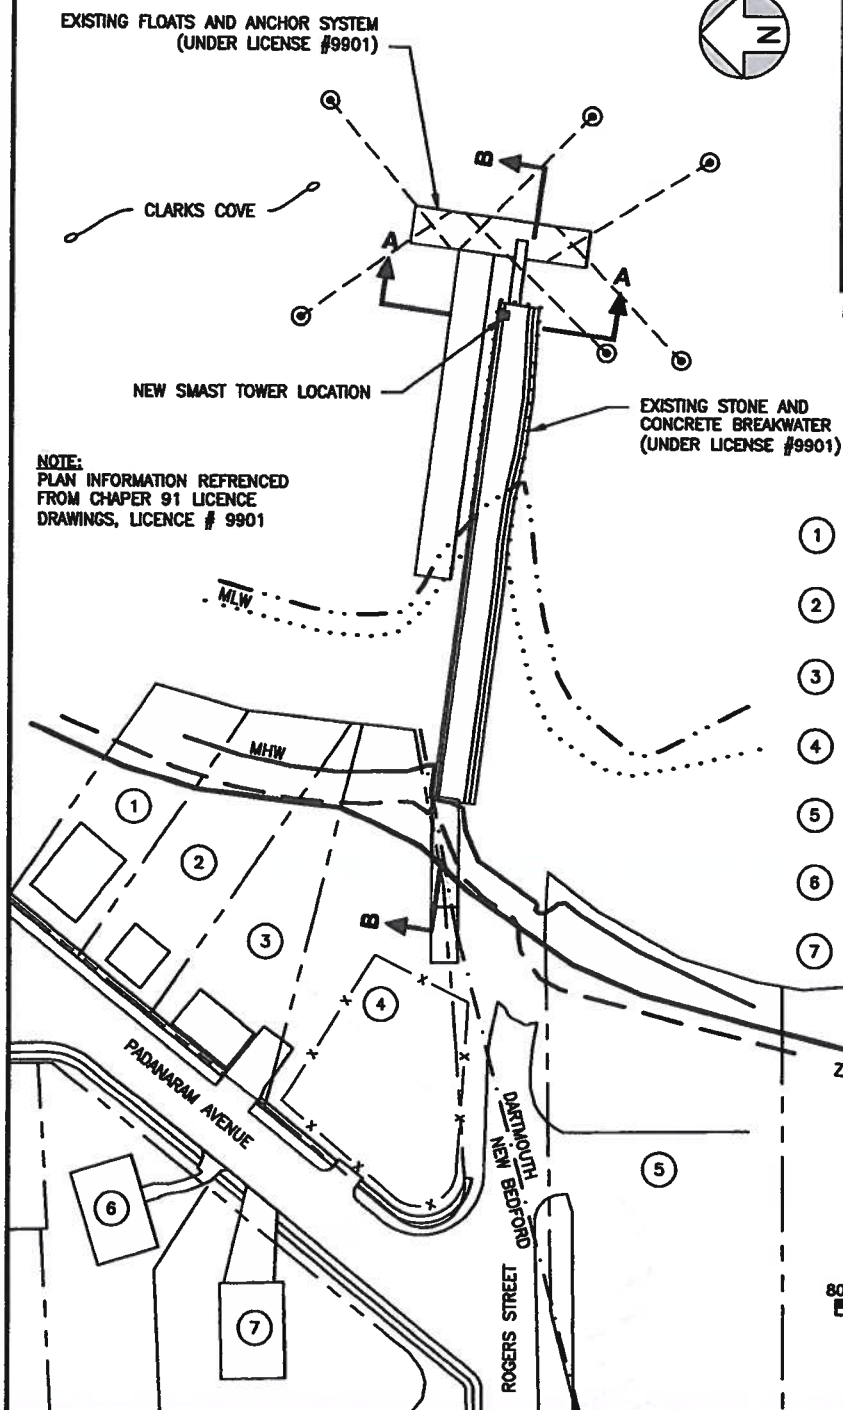 EXISTING FLOATS AND ANCHOR SYSTEM
(UNDER LICENSE #9901)
N
B
CLARKS COVE
A
A
NEW SMAST TOWER LOCATION
EXISTING STONE AND
CONCRETE BREAKWATER
(UNDER LICENSE #9901)
NOTE:
PLAN INFORMATION REFRENCED
FROM CHAPER 91 LICENCE
DRAWINGS, LICENCE # 9901
1
2
3
4
5
6
7
MLW
MHW
1
2
3
B
4
PADANARAM AVENUE
DARTMOUTH
NEW BEDFORD
5
6
7
ROGERS STREET
Z
80